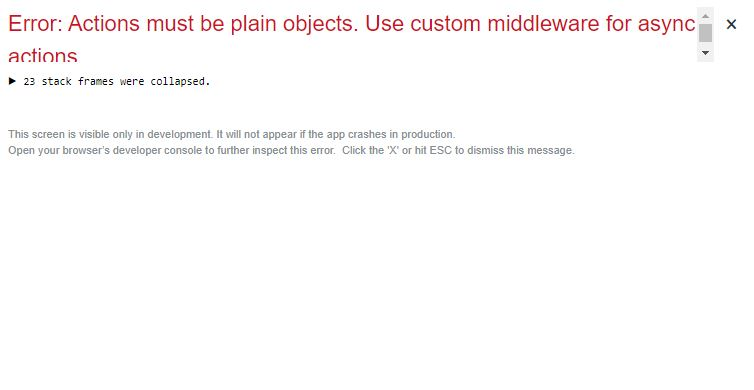 Error: Actions must be plain objects. Use custom middleware for async
actions
▶ 23 stack frames were collapsed.
This screen is visible only in development. It will not appear if the app crashes in production.
Open your browser’s developer console to further inspect this error.  Click the 'X' or hit ESC to dismiss this message.